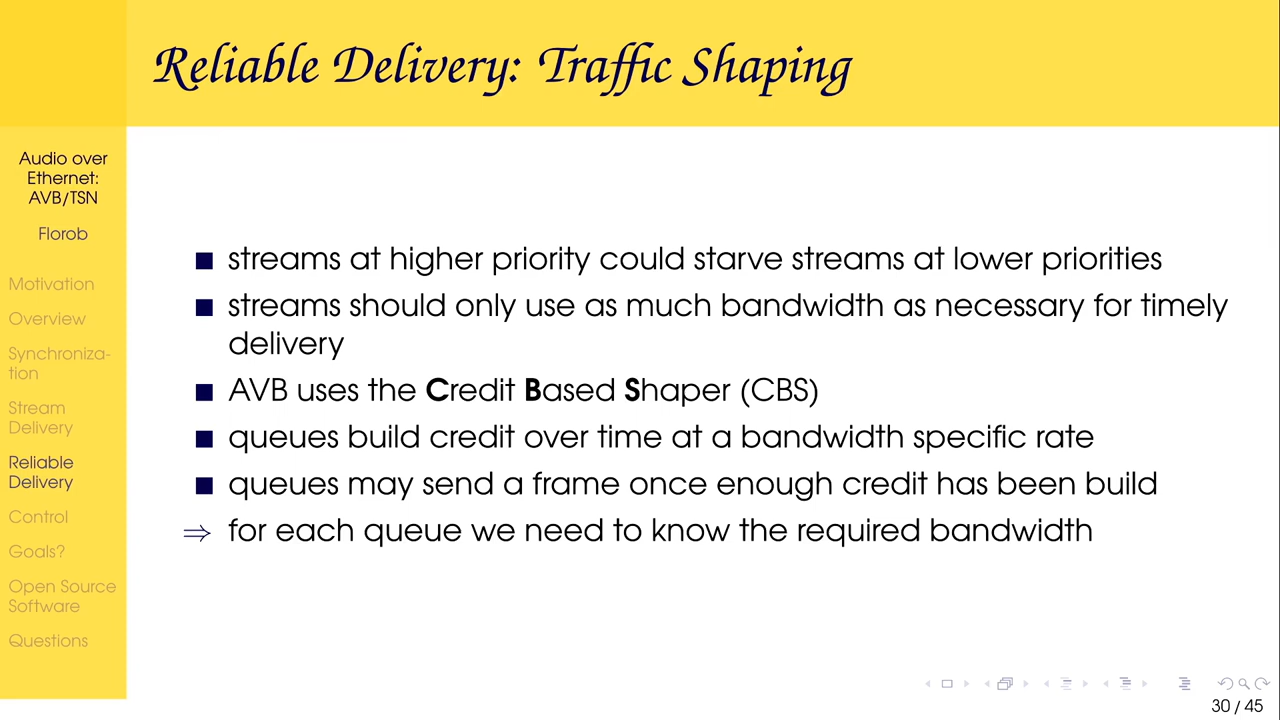 Reliable Delivery: Traffic Shaping
Audio over
Ethernet:
AVB/TSN
Florob
Motivation
Overview
Synchroniza-
tion
Stream
Delivery
Reliable
Delivery
Control
Goals?
Open Source
Software
Questions
■ streams at higher priority could starve streams at lower priorities
■ streams should only use as much bandwidth as necessary for timely
delivery
■ AVB uses the Credit Based Shaper (CBS)
■ queues build credit over time at a bandwidth specific rate
■ queues may send a frame once enough credit has been build
⇒ for each queue we need to know the required bandwidth
30 / 45